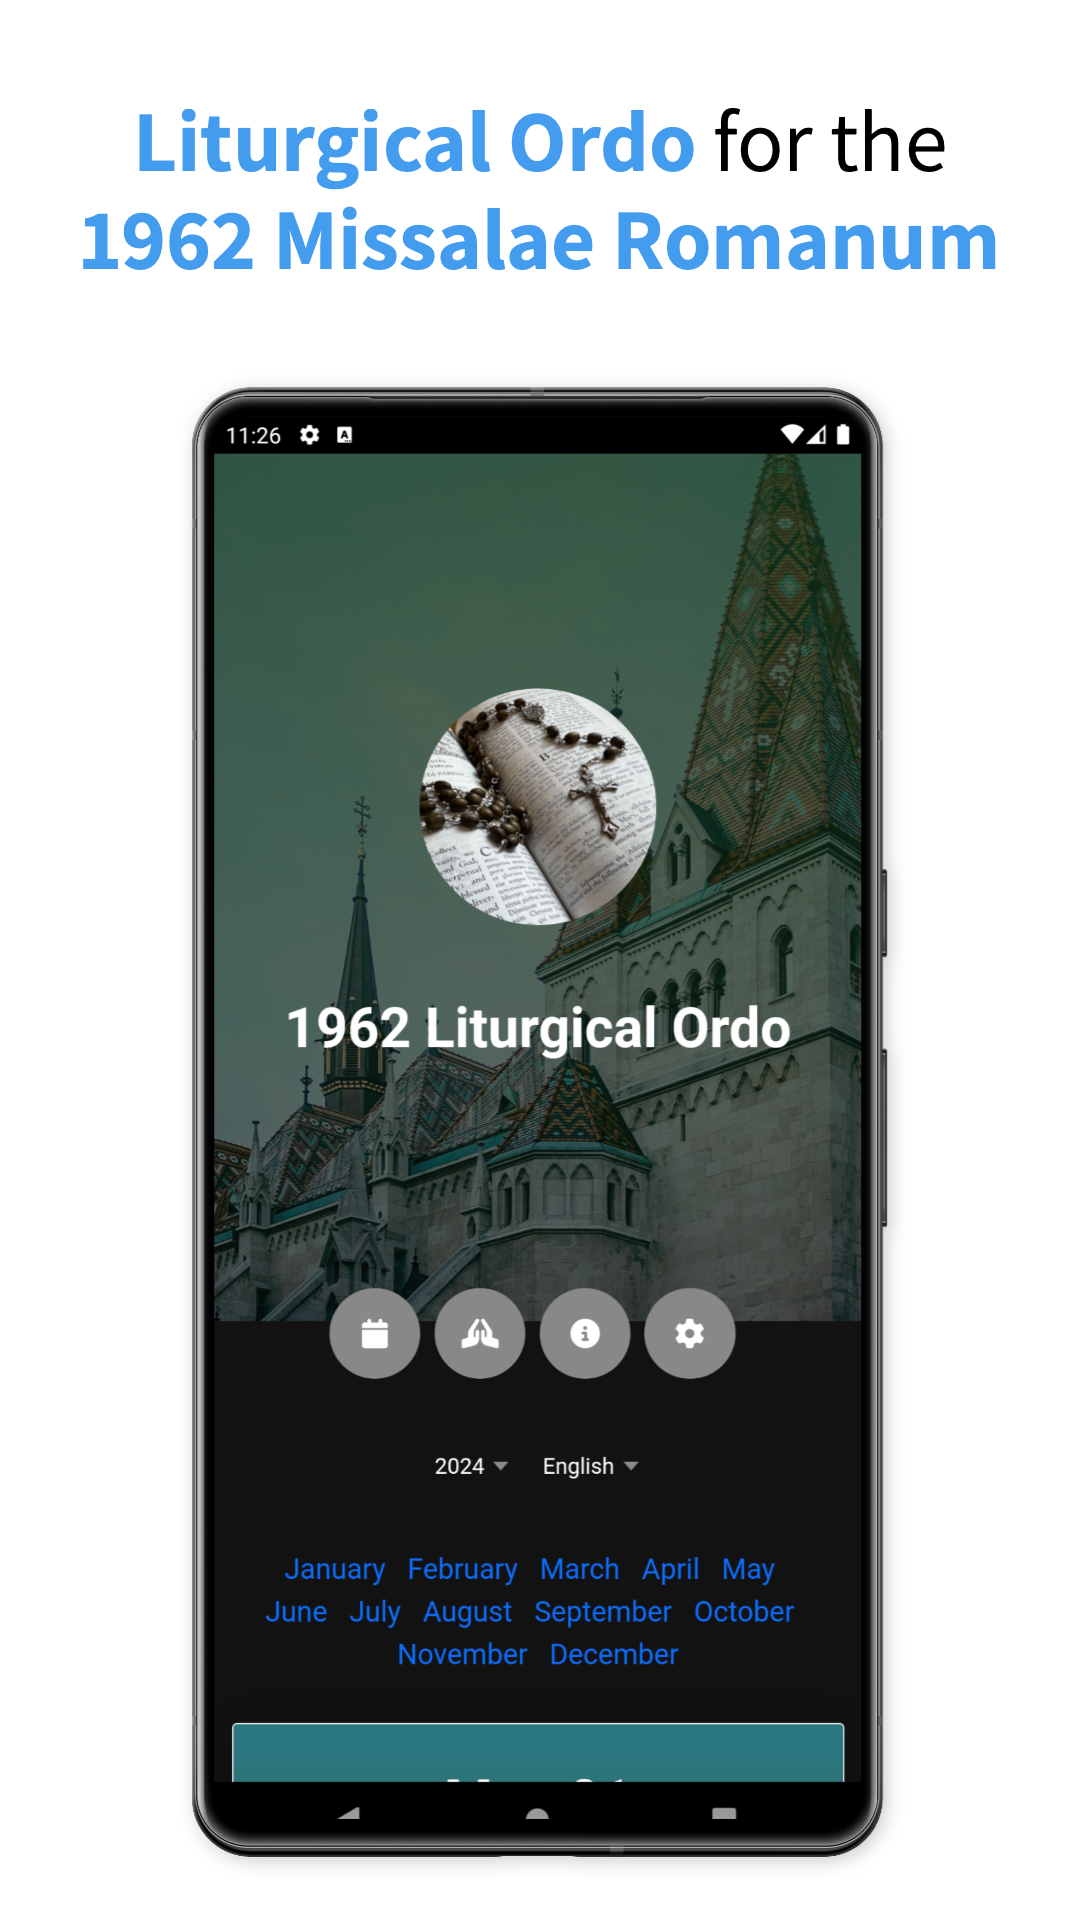 Liturgical Ordo for the
1962 Missalae Romanum
11:26
1962 Liturgical Ordo
2024 English
January February March April May
June July August September October
November December